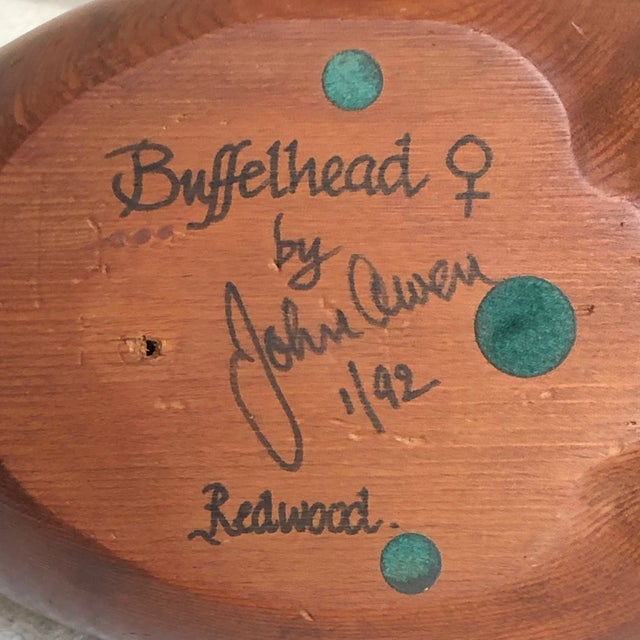 Buffelhead ♀
by
John Owen
1/92
Redwood.